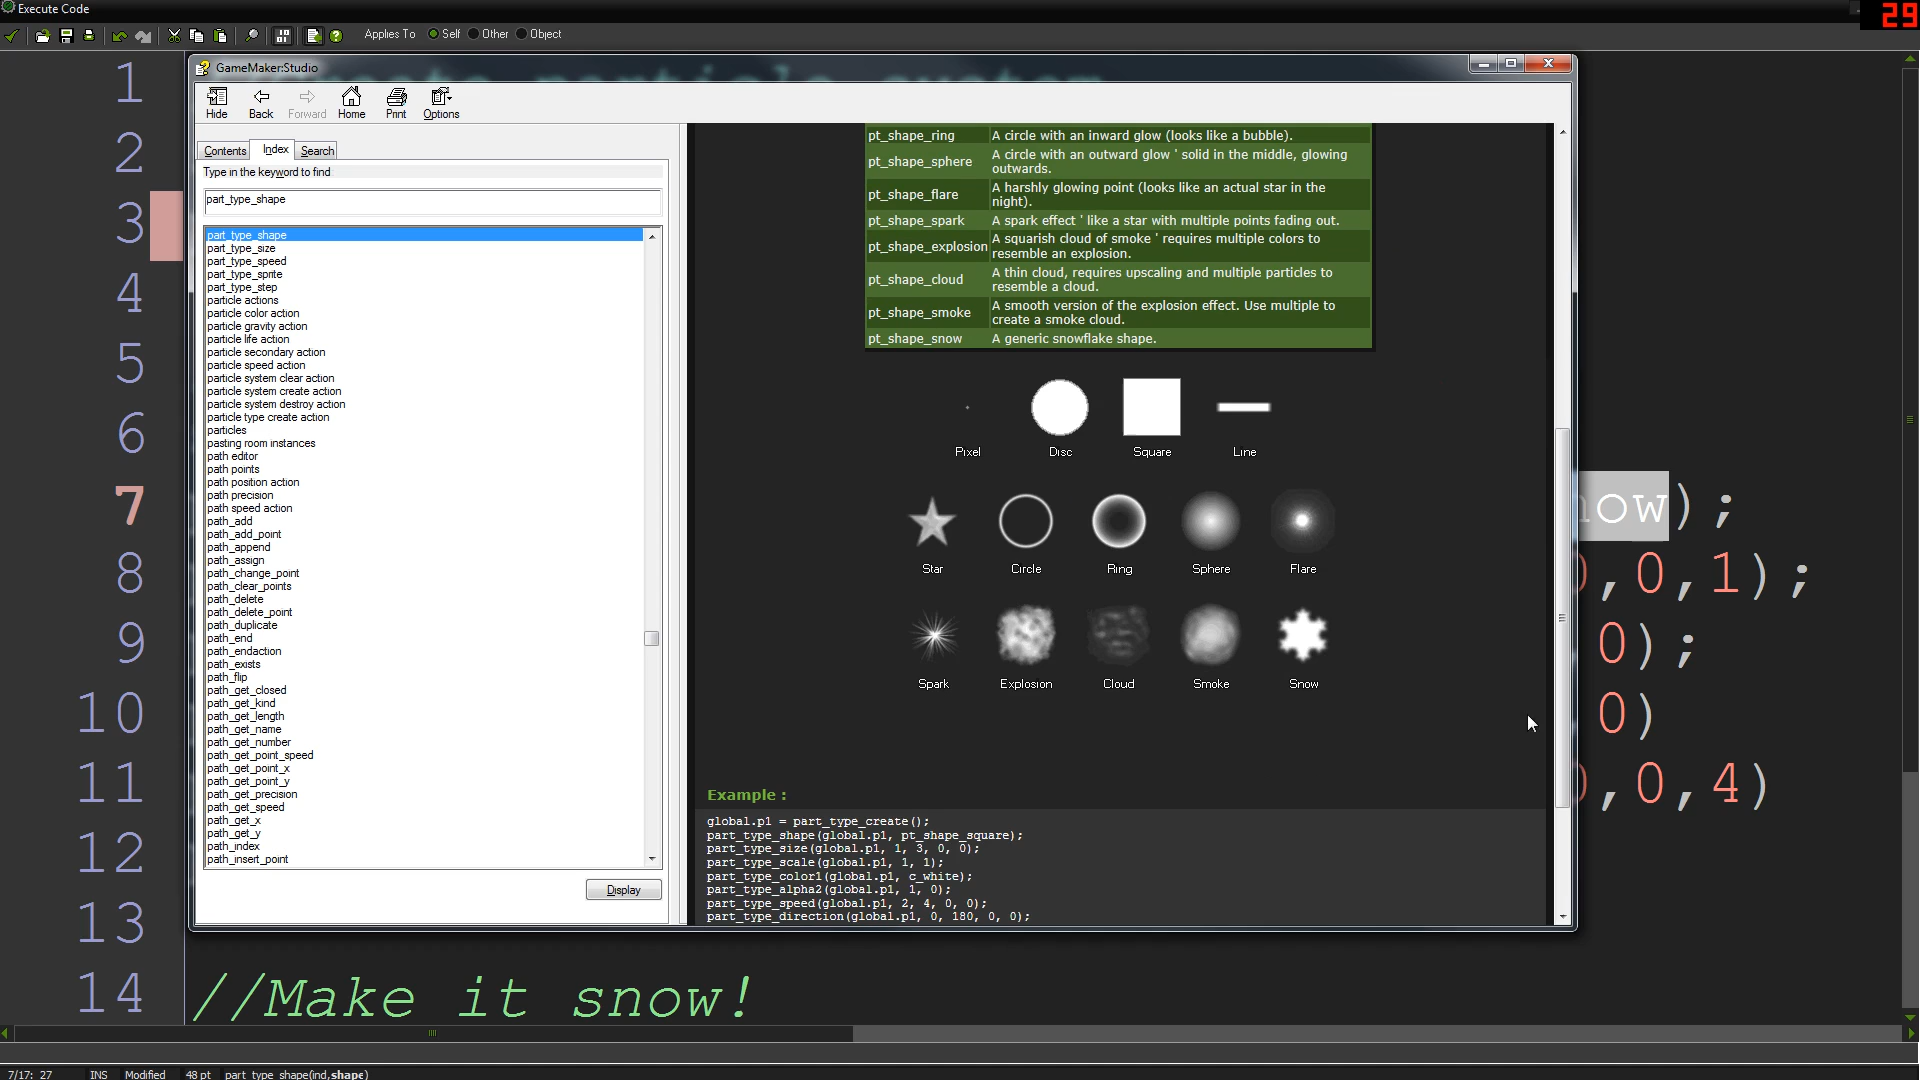 Execute Code
29
Applies To Self Other Object
GameMaker:Studio
Hide Back Forward Home Print Options
Contents Index Search
Type in the keyword to find
part_type_shape
part_type_shape
part_type_size
part_type_speed
part_type_sprite
part_type_step
particle actions
particle color action
particle gravity action
particle life action
particle secondary action
particle speed action
particle system clear action
particle system create action
particle system destroy action
particle type create action
particles
pasting room instances
path editor
path points
path position action
path precision
path speed action
path_add
path_add_point
path_append
path_assign
path_change_point
path_clear_points
path_delete
path_delete_point
path_duplicate
path_end
path_endaction
path_exists
path_flip
path_get_closed
path_get_kind
path_get_length
path_get_name
path_get_number
path_get_point_speed
path_get_point_x
path_get_point_y
path_get_precision
path_get_speed
path_get_x
path_get_y
path_index
path_insert_point
Display
pt_shape_ring A circle with an inward glow (looks like a bubble).
pt_shape_sphere A circle with an outward glow ' solid in the middle, glowing
outwards.
pt_shape_flare A harshly glowing point (looks like an actual star in the
night).
pt_shape_spark A spark effect ' like a star with multiple points fading out.
pt_shape_explosion A squarish cloud of smoke ' requires multiple colors to
resemble an explosion.
pt_shape_cloud A thin cloud, requires upscaling and multiple particles to
resemble a cloud.
pt_shape_smoke A smooth version of the explosion effect. Use multiple to
create a smoke cloud.
pt_shape_snow A generic snowflake shape.
Pixel Disc Square Line
Star Circle Ring Sphere Flare
Spark Explosion Cloud Smoke Snow
Example :
global.p1 = part_type_create();
part_type_shape(global.p1, pt_shape_square);
part_type_size(global.p1, 1, 3, 0, 0);
part_type_scale(global.p1, 1, 1);
part_type_color1(global.p1, c_white);
part_type_alpha2(global.p1, 1, 0);
part_type_speed(global.p1, 2, 4, 0, 0);
part_type_direction(global.p1, 0, 180, 0, 0);
1
2
3
4
5
6
7 now);
8 ,0,1);
9 0);
10 0)
11 ,0,4)
12
13
14 //Make it snow!
7/17: 27 INS Modified 48 pt part_type_shape(ind,shape)